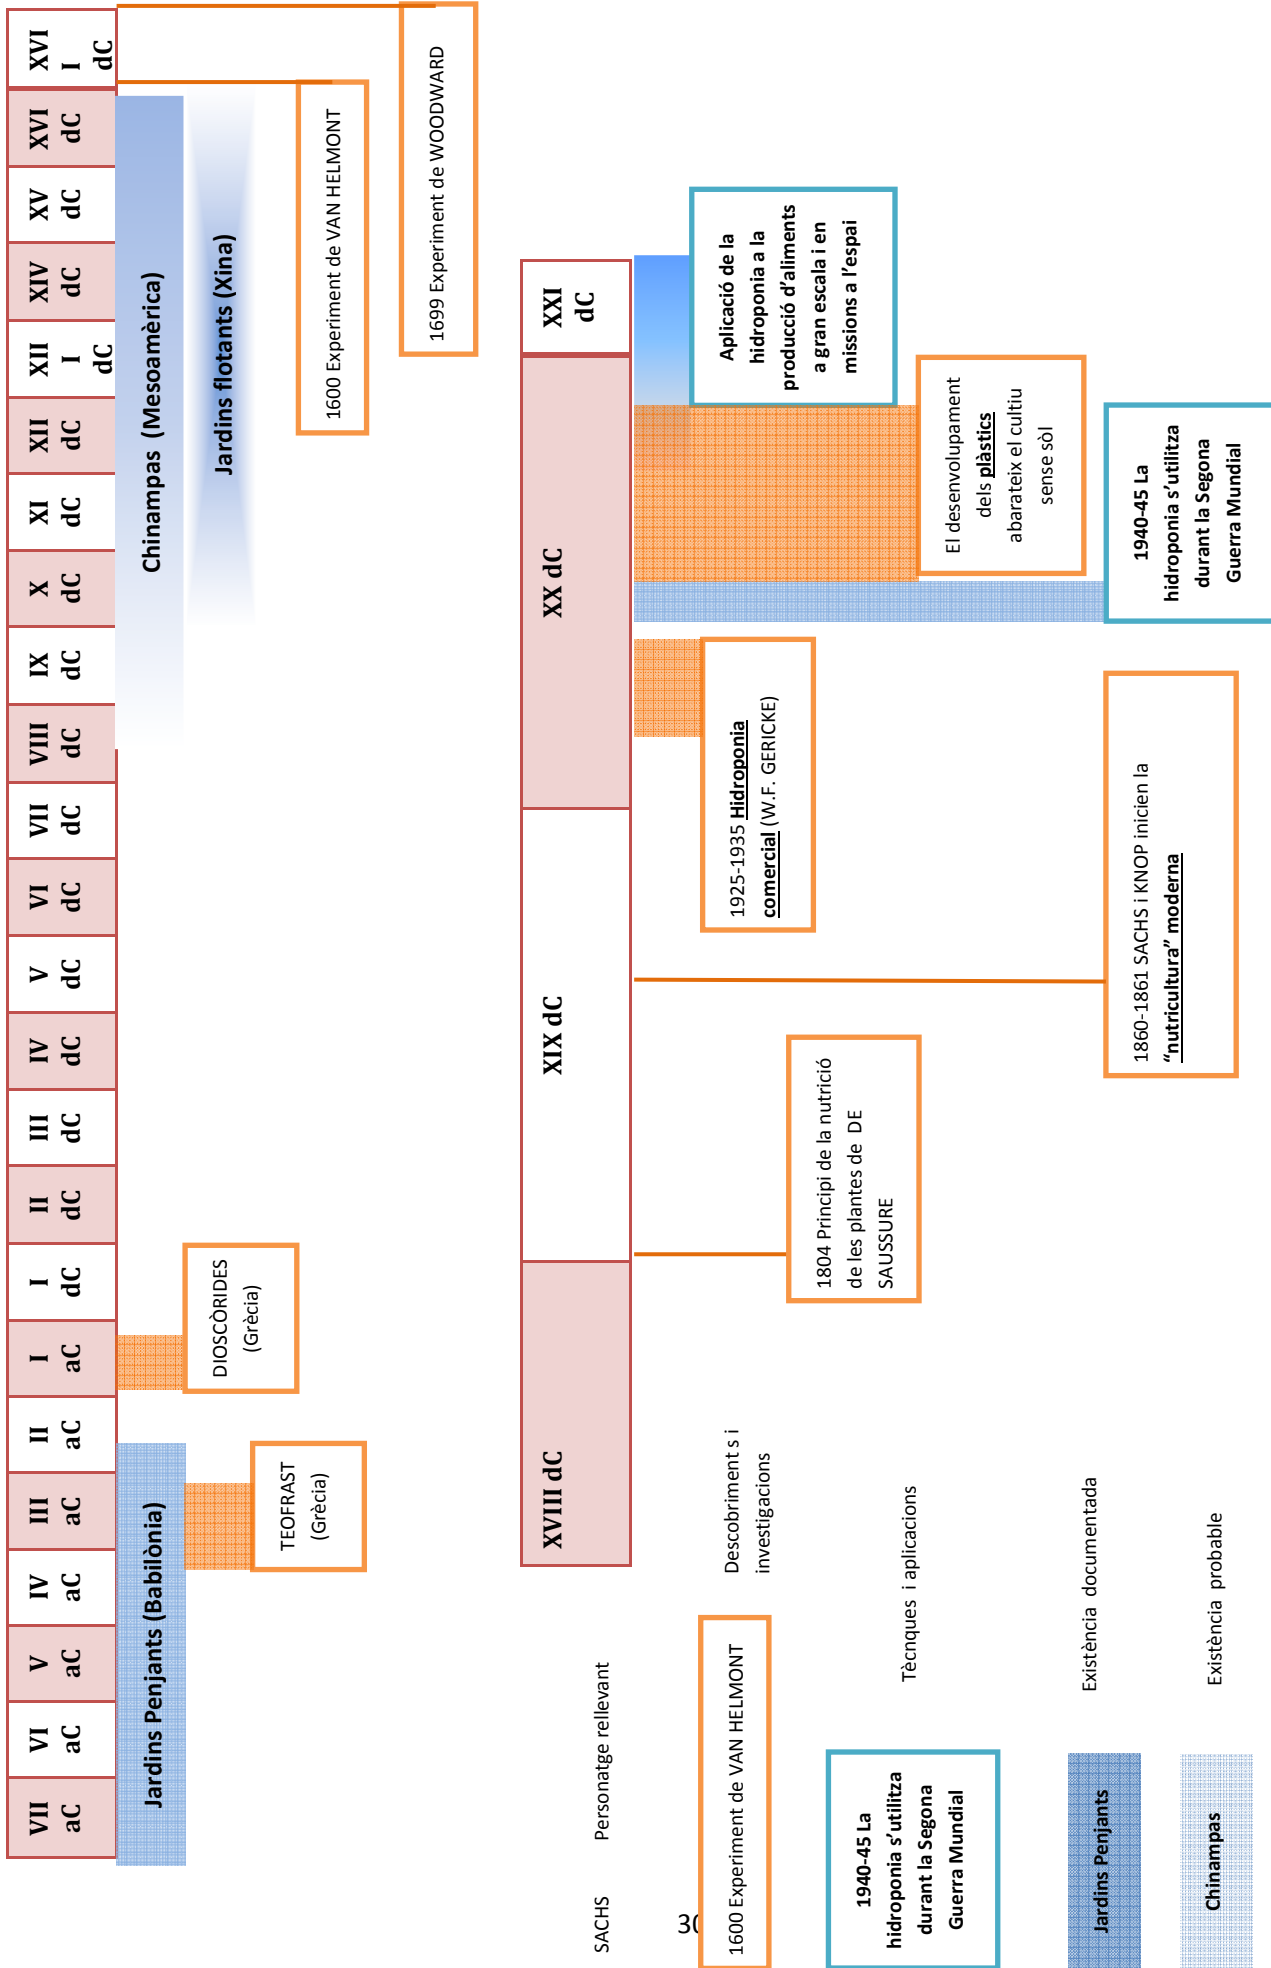 VII
aC
VI
aC
V
aC
IV
aC
III
aC
II
aC
I
aC
I
dC
II
dC
III
dC
IV
dC
V
dC
VI
dC
VII
dC
VIII
dC
IX
dC
X
dC
XI
dC
XII
dC
XII
I
dC
XIV
dC
XV
dC
XVI
dC
XVI
I
dC
Jardins Penjants (Babilònia)
Chinampas (Mesoamèrica)
Jardins flotants (Xina)
TEOFRAST
(Grècia)
DIOSCÒRIDES
(Grècia)
1600 Experiment de VAN HELMONT
1699 Experiment de WOODWARD
XVIII dC
XIX dC
XX dC
XXI
dC
1804 Principi de la nutrició
de les plantes de DE
SAUSSURE
1860-1861 SACHS i KNOP inicien la
“nutricultura” moderna
1925-1935 Hidroponia
comercial (W.F. GERICKE)
1940-45 La
hidroponia s’utilitza
durant la Segona
Guerra Mundial
El desenvolupament
dels plàstics
abarateix el cultiu
sense sòl
Aplicació de la
hidroponia a la
producció d’aliments
a gran escala i en
missions a l’espai
SACHS
Personatge rellevant
1600 Experiment de VAN HELMONT
Descobriment s i
investigacions
1940-45 La
hidroponia s’utilitza
durant la Segona
Guerra Mundial
Tècnques i aplicacions
Jardins Penjants
Existència documentada
Chinampas
Existència probable
30